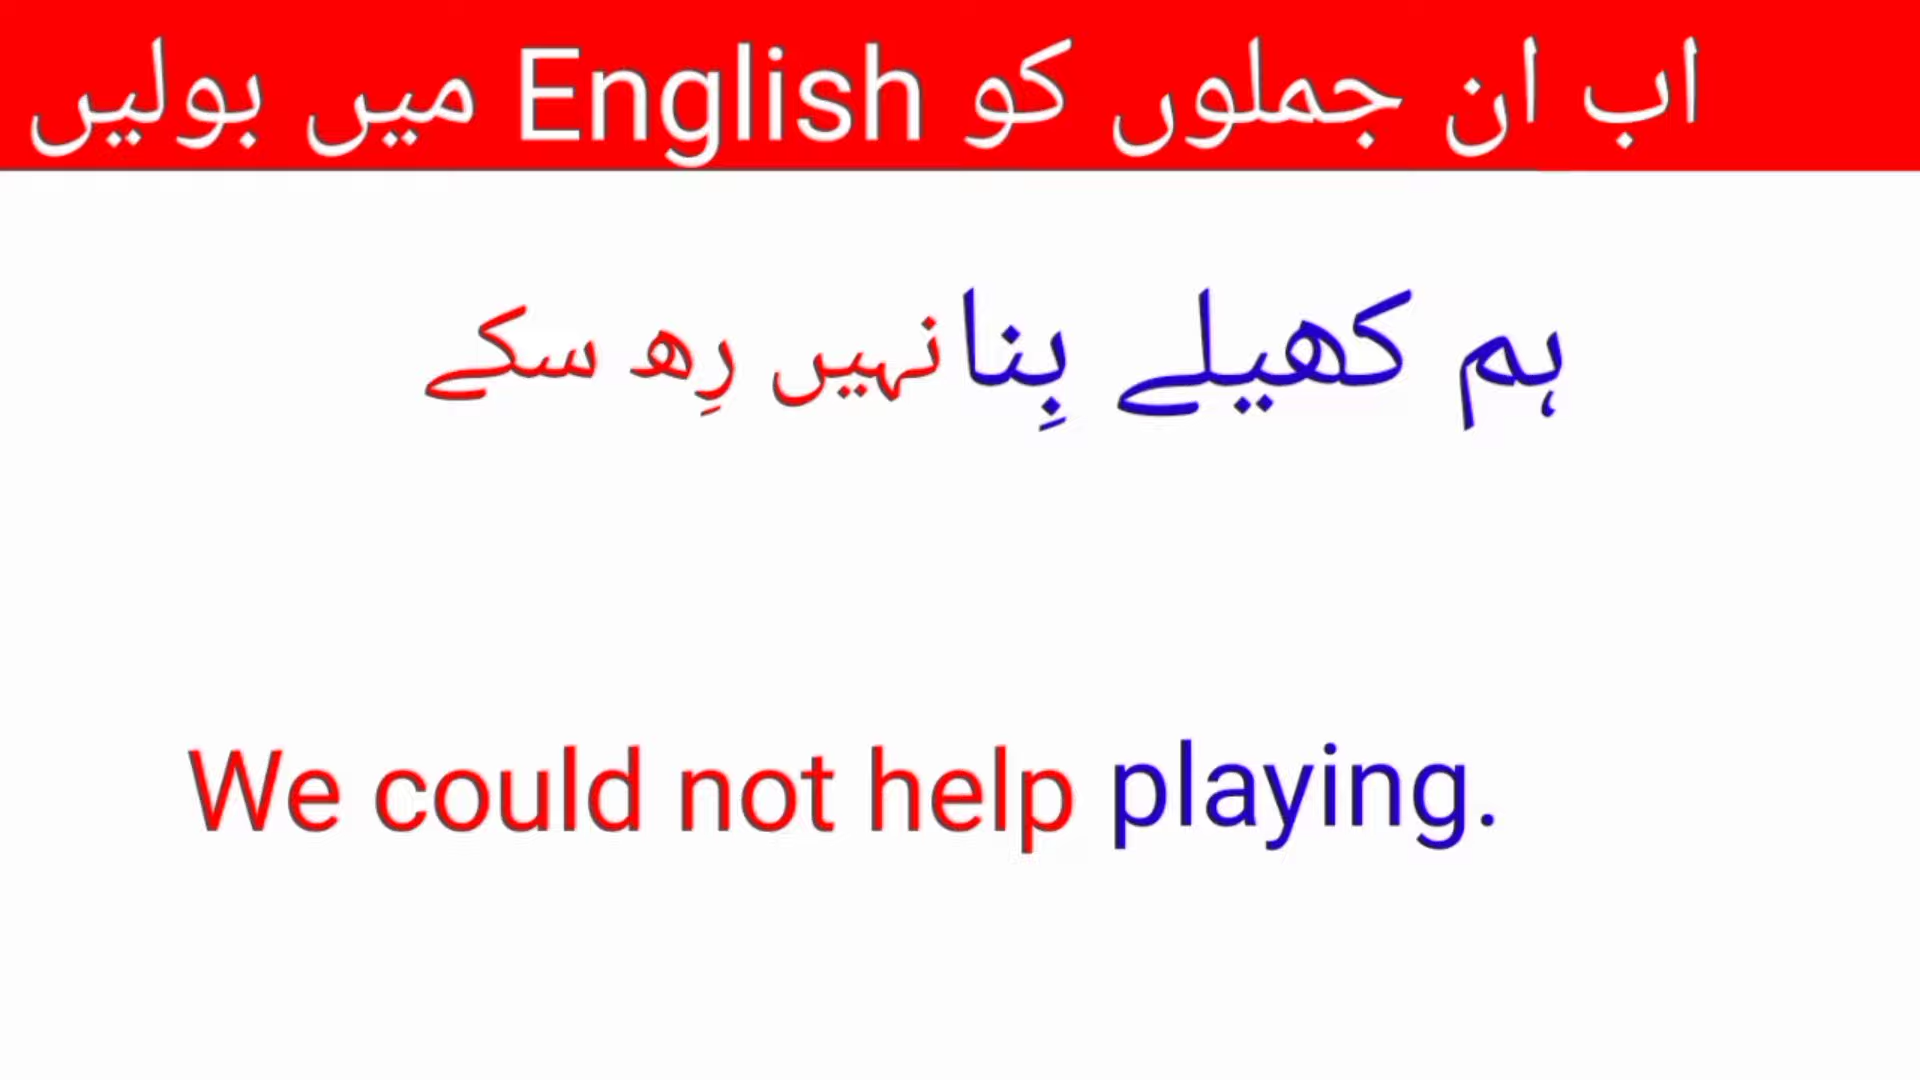 اب ان جملوں کو English میں بولیں
ہم کھیلے بِنا نہیں رِھ سکے
We could not help playing.